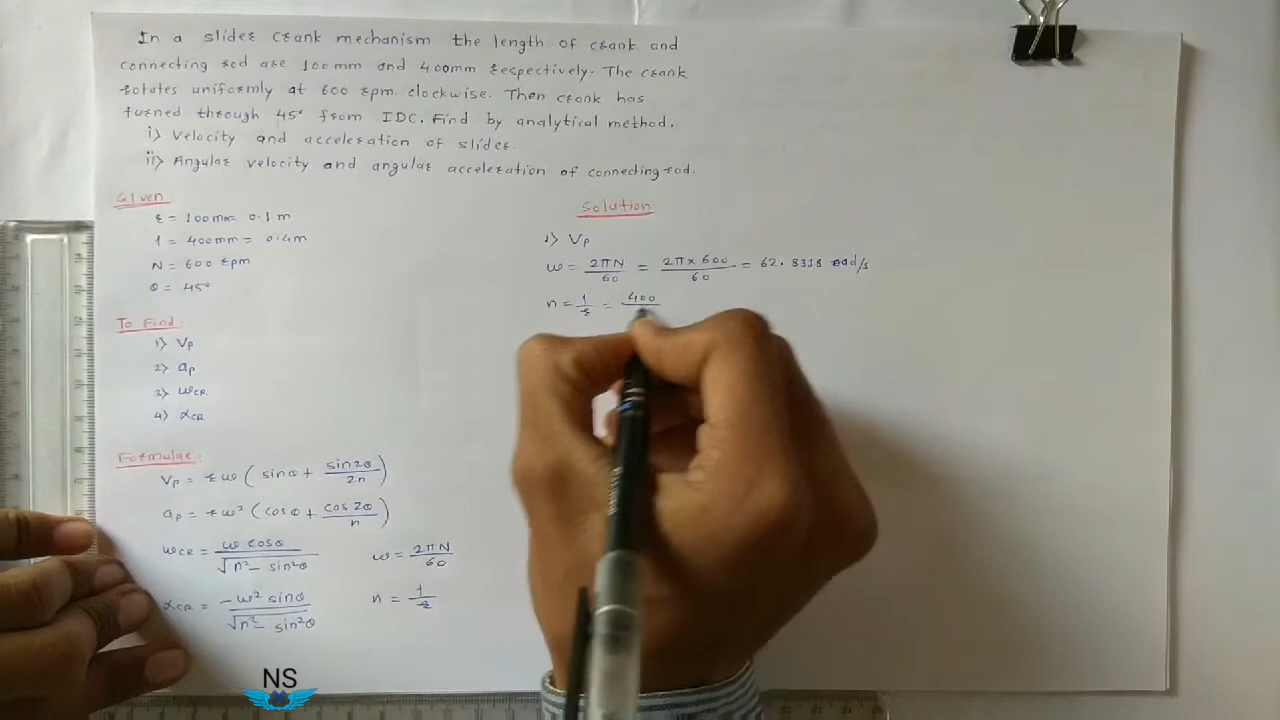 In a slider crank mechanism the length of crank and
connecting rod are 100mm and 400mm respectively. The crank
rotates uniformly at 600 rpm. clockwise. Then crank has
turned through 45° from IDC. Find by analytical method.
i) Velocity and acceleration of slider.
ii) Angular velocity and angular acceleration of connecting rod.
Given
r = 100mm = 0.1 m
l = 400mm = 0.4m
N = 600 rpm
θ = 45°
To Find:
1) Vp
2) ap
3) ωCR
4) αCR
Formulae:
Vp = rω (sinθ + sin2θ/2n)
ap = rω² (cosθ + cos 2θ/n)
ωCR = ω cosθ/√n² - sin²θ
ω = 2πN/60
αCR = -ω² sinθ/√n² - sin²θ
n = l/r
Solution
1) Vp
ω = 2πN/60 = 2π × 600/60 = 62.8318 rad/s
n = l/r = 400
NS